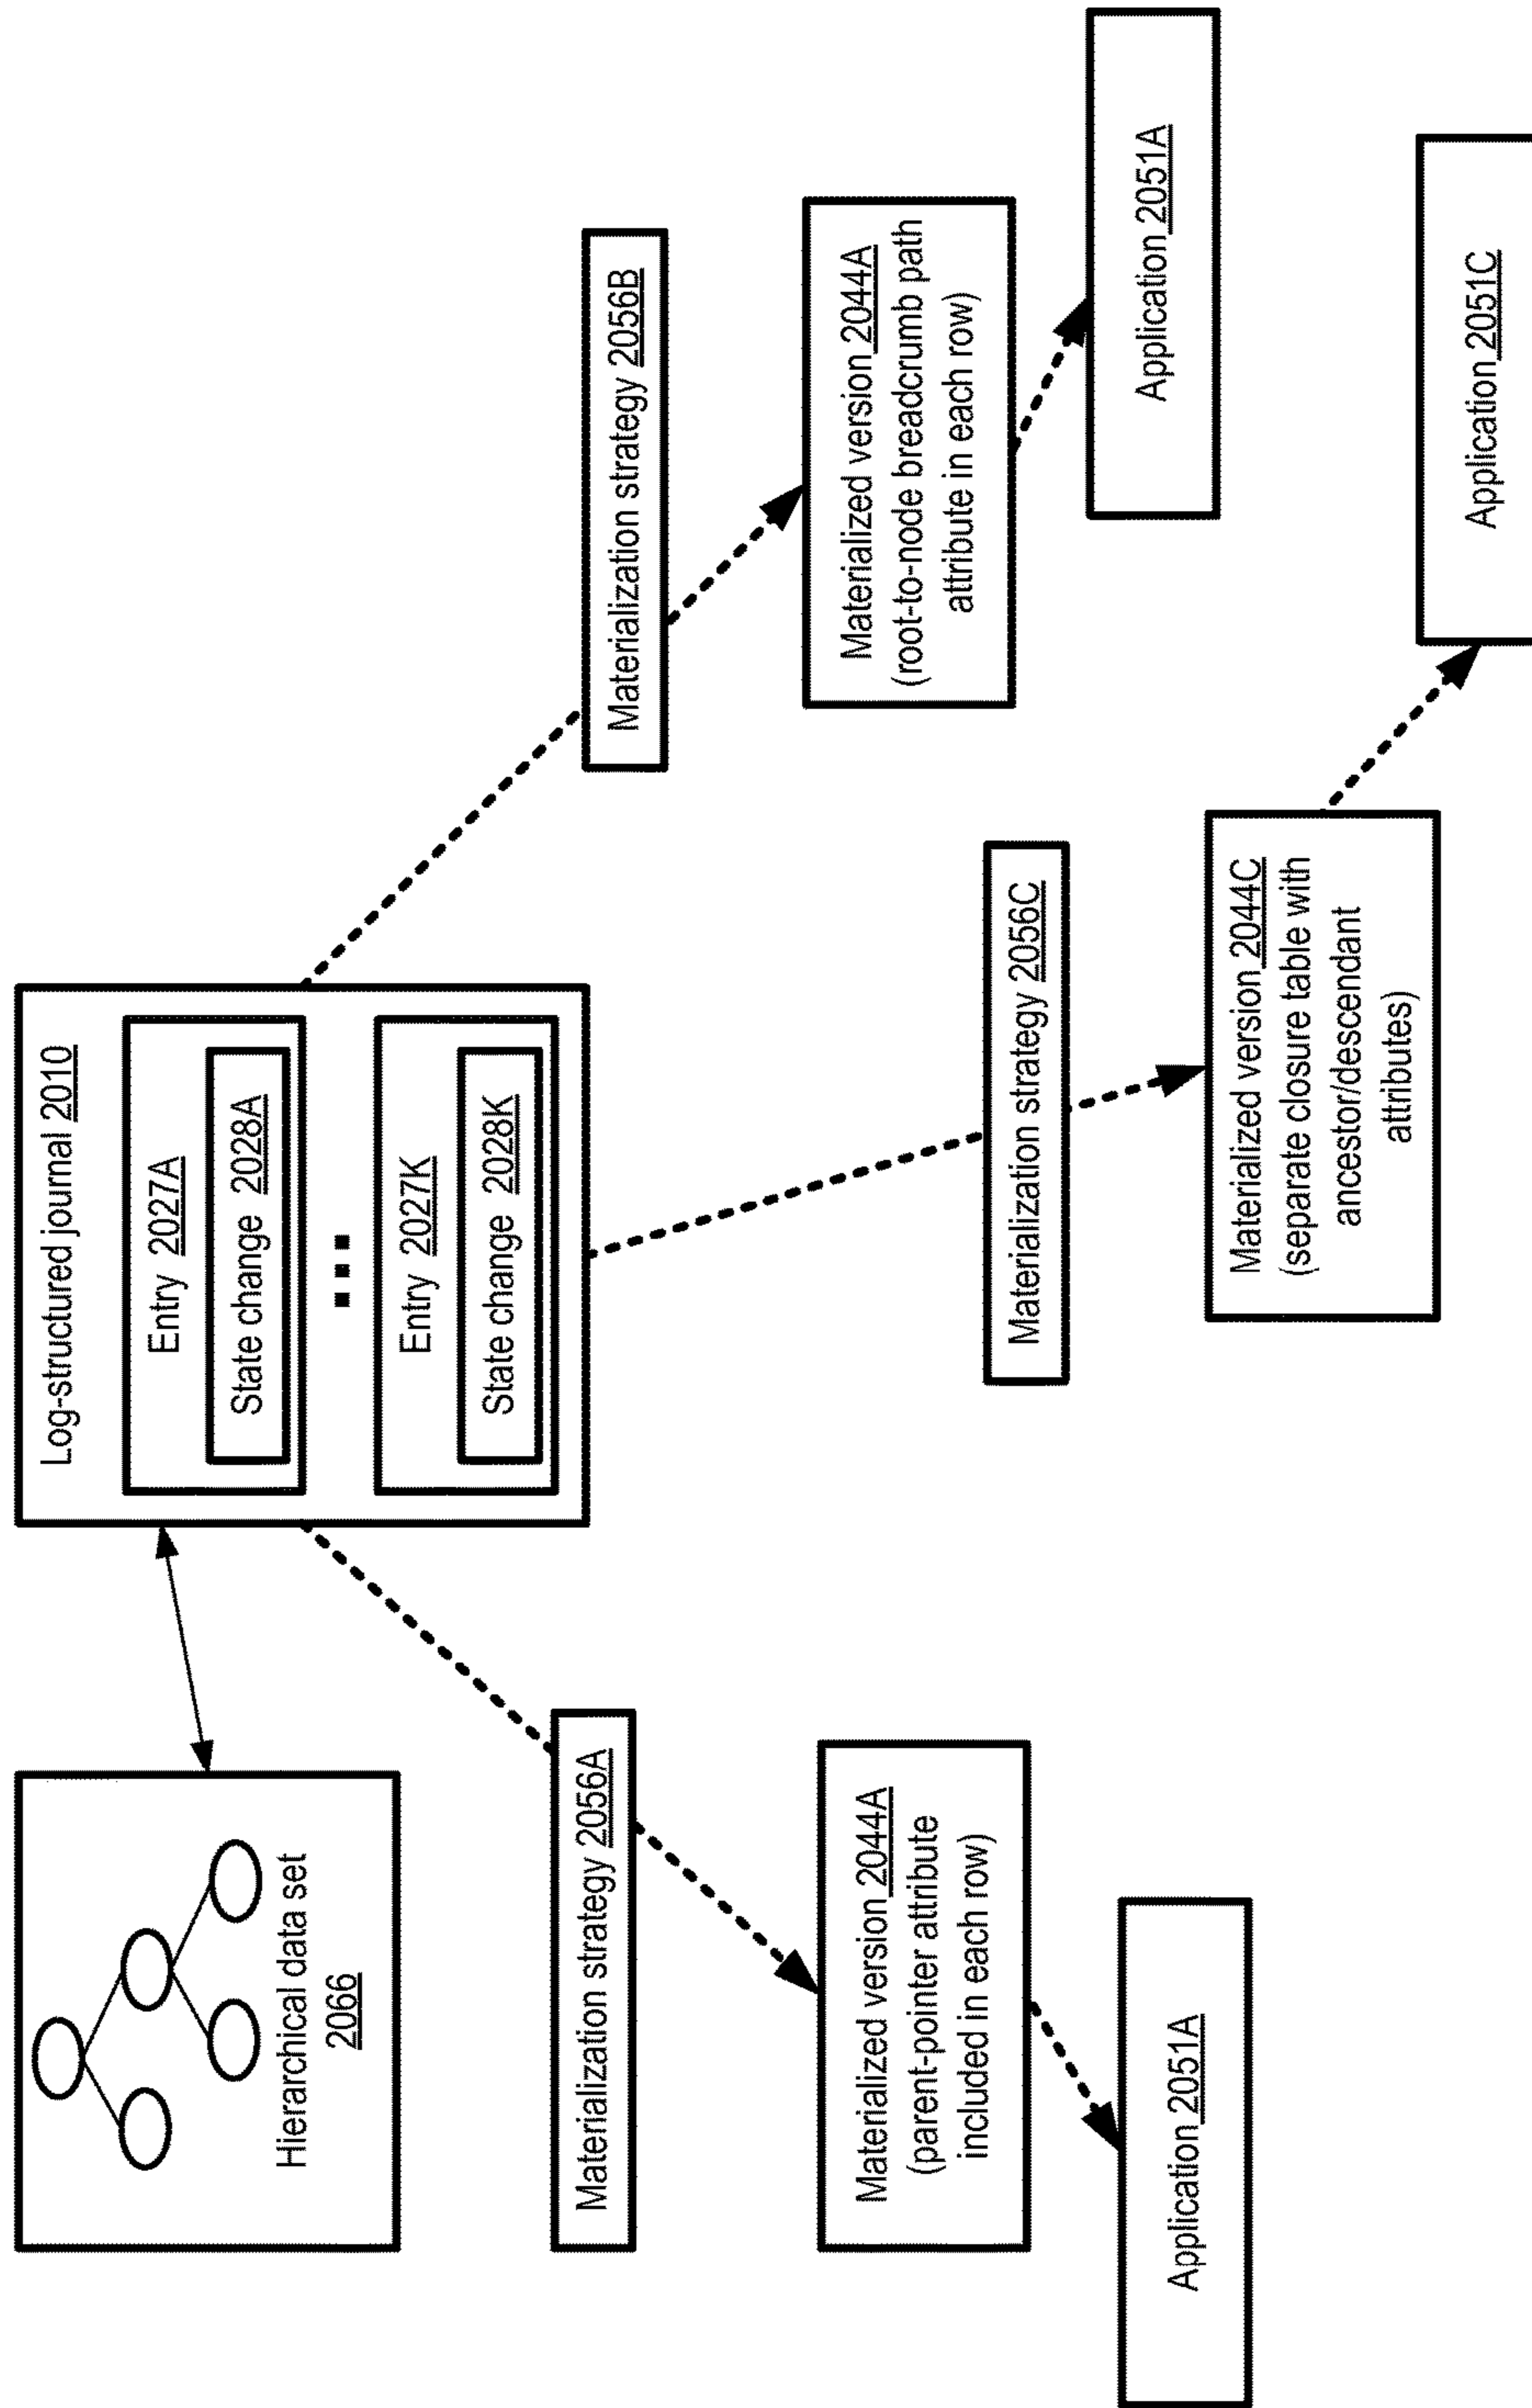 Hierarchical data set
2066
Log-structured journal 2010
Entry 2027A
State change 2028A
Entry 2027K
State change 2028K
Materialization strategy 2056A
Materialized version 2044A
(parent-pointer attribute
included in each row)
Application 2051A
Materialization strategy 2056C
Materialized version 2044C
(separate closure table with
ancestor/descendant
attributes)
Application 2051C
Materialization strategy 2056B
Materialized version 2044A
(root-to-node breadcrumb path
attribute in each row)
Application 2051A